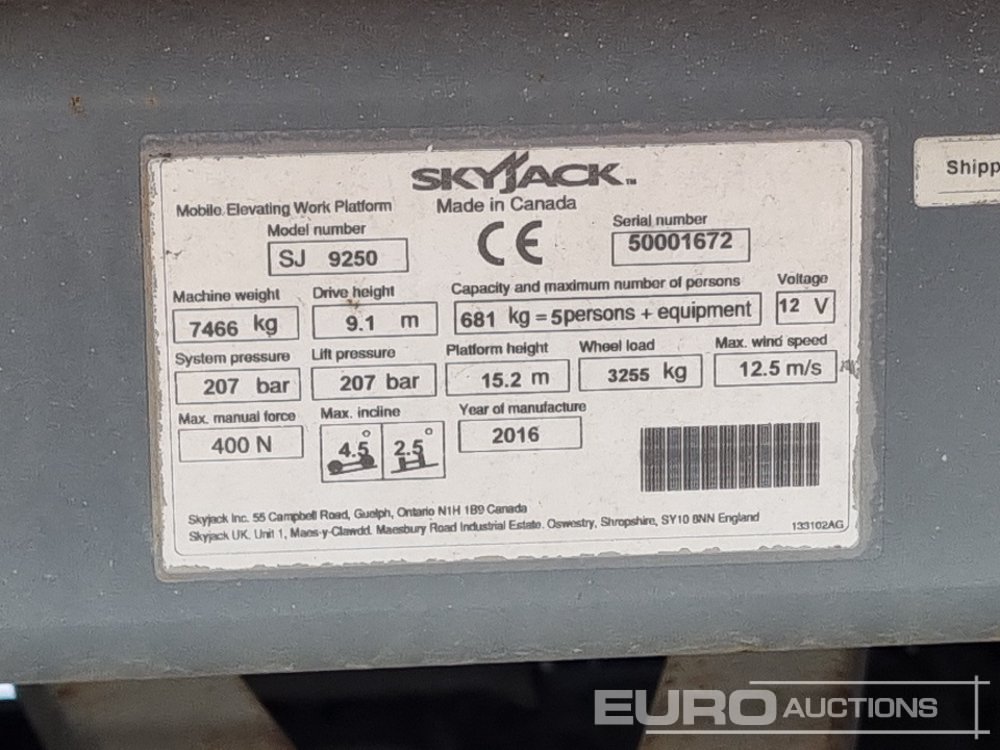 SKYJACK™
Made in Canada
Mobile Elevating Work Platform
Model number
SJ 9250
CE
Serial number
50001672
Machine weight
7466 kg
Drive height
9.1 m
Capacity and maximum number of persons
681 kg = 5persons + equipment
Voltage
12 V
System pressure
207 bar
Lift pressure
207 bar
Platform height
15.2 m
Wheel load
3255 kg
Max. wind speed
12.5 m/s
Max. manual force
400 N
Max. incline
4.5° 2.5°
Year of manufacture
2016
Skyjack Inc. 55 Campbell Road, Guelph, Ontario N1H 1B9 Canada
Skyjack UK, Unit 1, Maes-y-Clawdd, Maesbury Road Industrial Estate. Oswestry, Shropshire, SY10 8NN England
133102AG
Shipp
EURO AUCTIONS